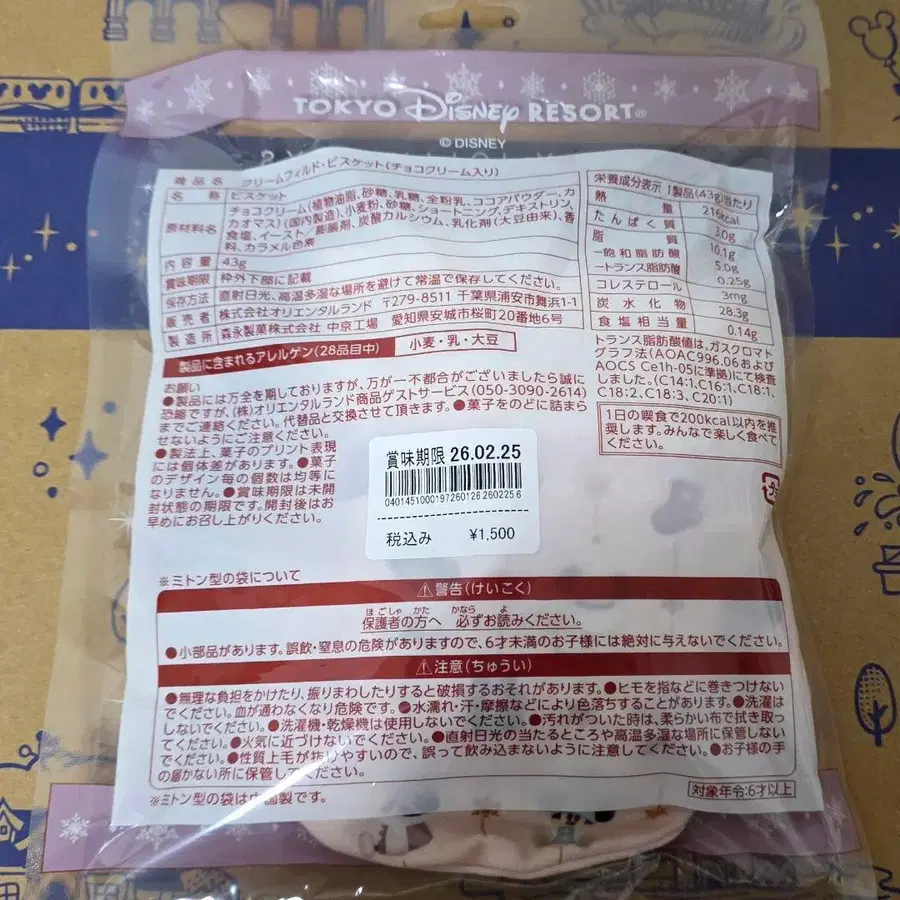 TOKYO Disney RESORT®
© DISNEY
商品名 クリームフィルド・ビスケット(チョコクリーム入り)
名称 ビスケット
原材料名 チョコクリーム(植物油脂、砂糖、乳糖、全粉乳、ココアパウダー、カ
カオマス)(国内製造)、小麦粉、砂糖、ショートニング、デキストリン、
食塩、イースト、膨脹剤、炭酸カルシウム、乳化剤(大豆由来)、香
料、カラメル色素
内容量 43g
賞味期限 枠外下部に記載
保存方法 直射日光、高温多湿な場所を避けて常温で保存してください。
販売者 株式会社オリエンタルランド 〒279-8511 千葉県浦安市舞浜1-1
製造所 森永製菓株式会社 中京工場 愛知県安城市桜町20番地6号
製品に含まれるアレルゲン(28品目中) 小麦・乳・大豆
栄養成分表示 1製品(43g)当たり
熱量 216kcal
たんぱく質 3.0g
脂質 10.1g
-飽和脂肪酸 5.0g
-トランス脂肪酸 0.25g
コレステロール 3mg
炭水化物 28.3g
食塩相当量 0.14g
トランス脂肪酸値は、ガスクロマト
グラフ法(AOAC996.06および
AOCS Ce1h-05に準拠)にて検査
しました。(C14:1、C16:1、C18:1、
C18:2、C18:3、C20:1)
1日の喫食で200kcal以内を推
奨します。みんなで楽しく食べて
ください。
お願い
●製品には万全を期しておりますが、万が一不都合がございましたら誠に
恐縮ですが、(株)オリエンタルランド商品ゲストサービス(050-3090-2614)
までご連絡ください。代替品と交換させて頂きます。●菓子をのどに詰まら
せないようにご注意ください。
●製法上、菓子のプリント表現
には個体差があります。●菓子
のデザイン毎の個数は均等に
なりません。●賞味期限は未開
封状態の期限です。開封後はお
早めにお召し上がりください。
賞味期限 26.02.25
04014510001972601262602256
税込み ¥1,500
※ミトン型の袋について
⚠警告(けいこく)
保護者の方へ 必ずお読みください。
●小部品があります。誤飲・窒息の危険がありますので、6才未満のお子様には絶対に与えないでください。
⚠注意(ちゅうい)
●無理な負担をかけたり、振りまわしたりすると破損するおそれがあります。●ヒモを指などに巻きつけない
でください。血が通わなくなり危険です。●水濡れ・汗・摩擦などにより色落ちすることがあります。●洗濯は
しないでください。●洗濯機・乾燥機は使用しないでください。●汚れがついた時は、柔らかい布で拭き取っ
てください。●火気に近づけないでください。●直射日光の当たるところや高温多湿な場所に保管しない
でください。●性質上毛が抜けやすいので、誤って飲み込まないように注意してください。●お子様の手
の届かない所に保管してください。
※ミトン型の袋は中国製です。
対象年令:6才以上